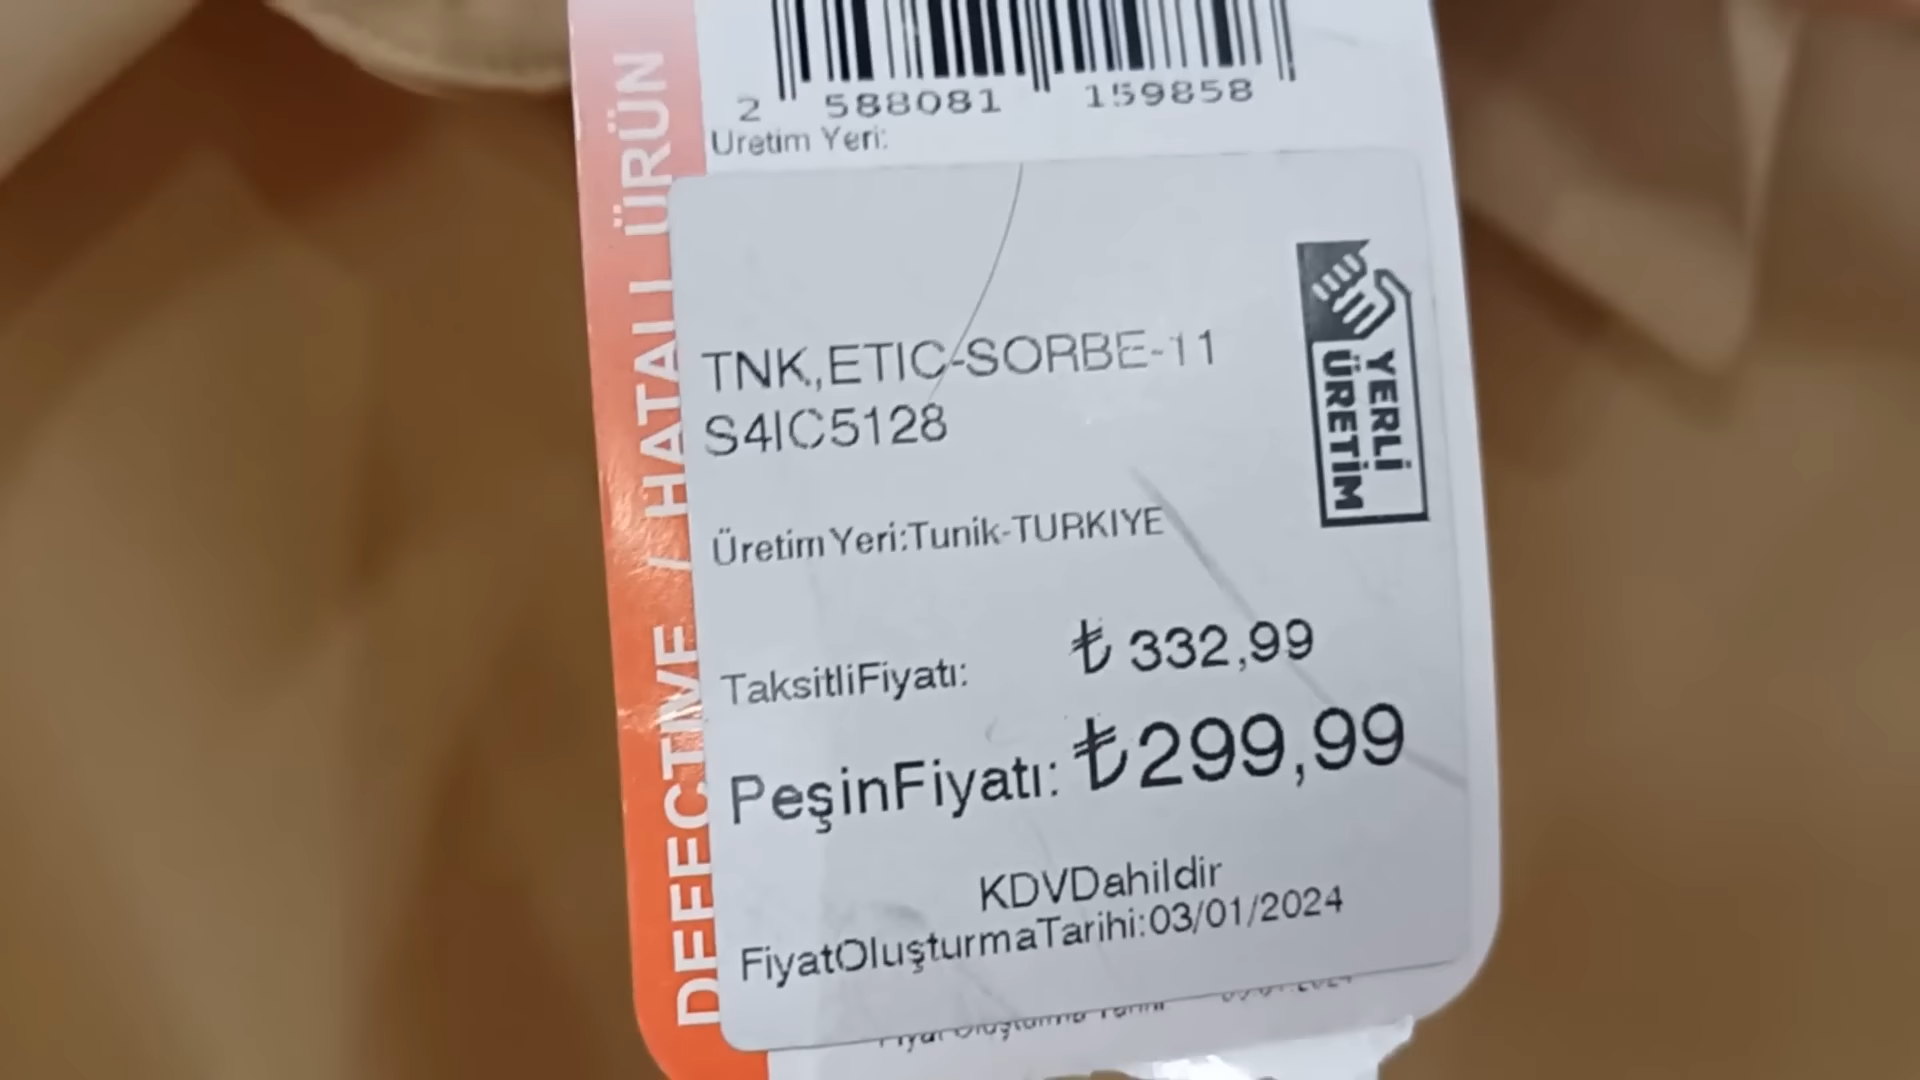 2 588081 159858
Uretim Yeri:
DEFECTIVE / HATALI ÜRÜN
TNK,ETIC-SORBE-11
S4IC5128
YERLİ
ÜRETİM
Üretim Yeri:Tunik-TURKIYE
TaksitliFiyatı: ₺ 332,99
PeşinFiyatı: ₺299,99
KDVDahildir
FiyatOluşturmaTarihi:03/01/2024